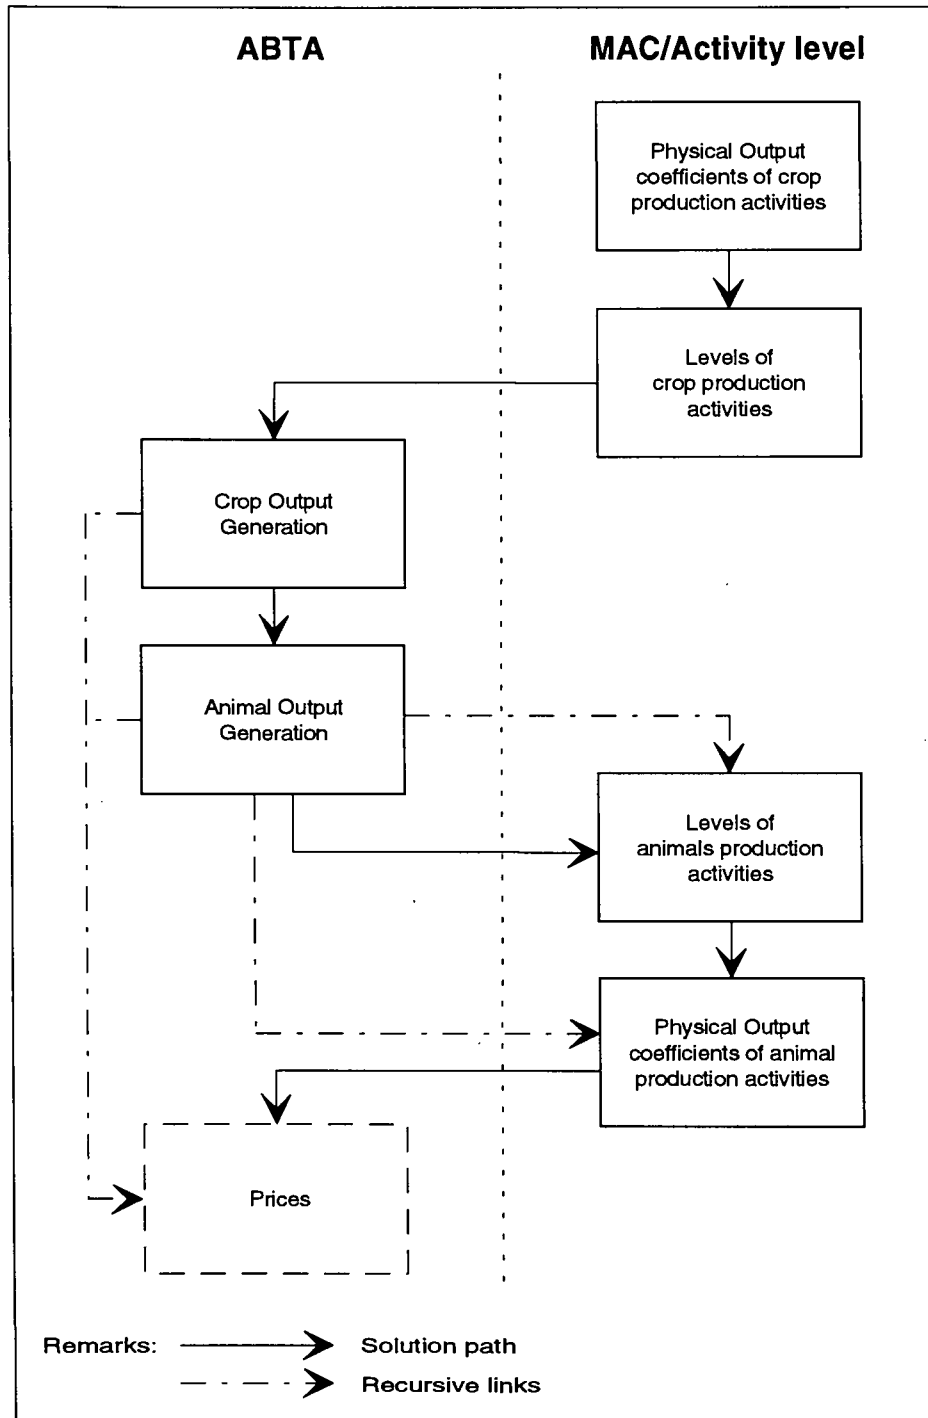 ABTA
MAC/Activity level
Physical Output
coefficients of crop
production activities
Levels of
crop production
activities
Crop Output
Generation
Animal Output
Generation
Levels of
animals production
activities
Physical Output
coefficients of animal
production activities
Prices
Remarks:
Solution path
Recursive links